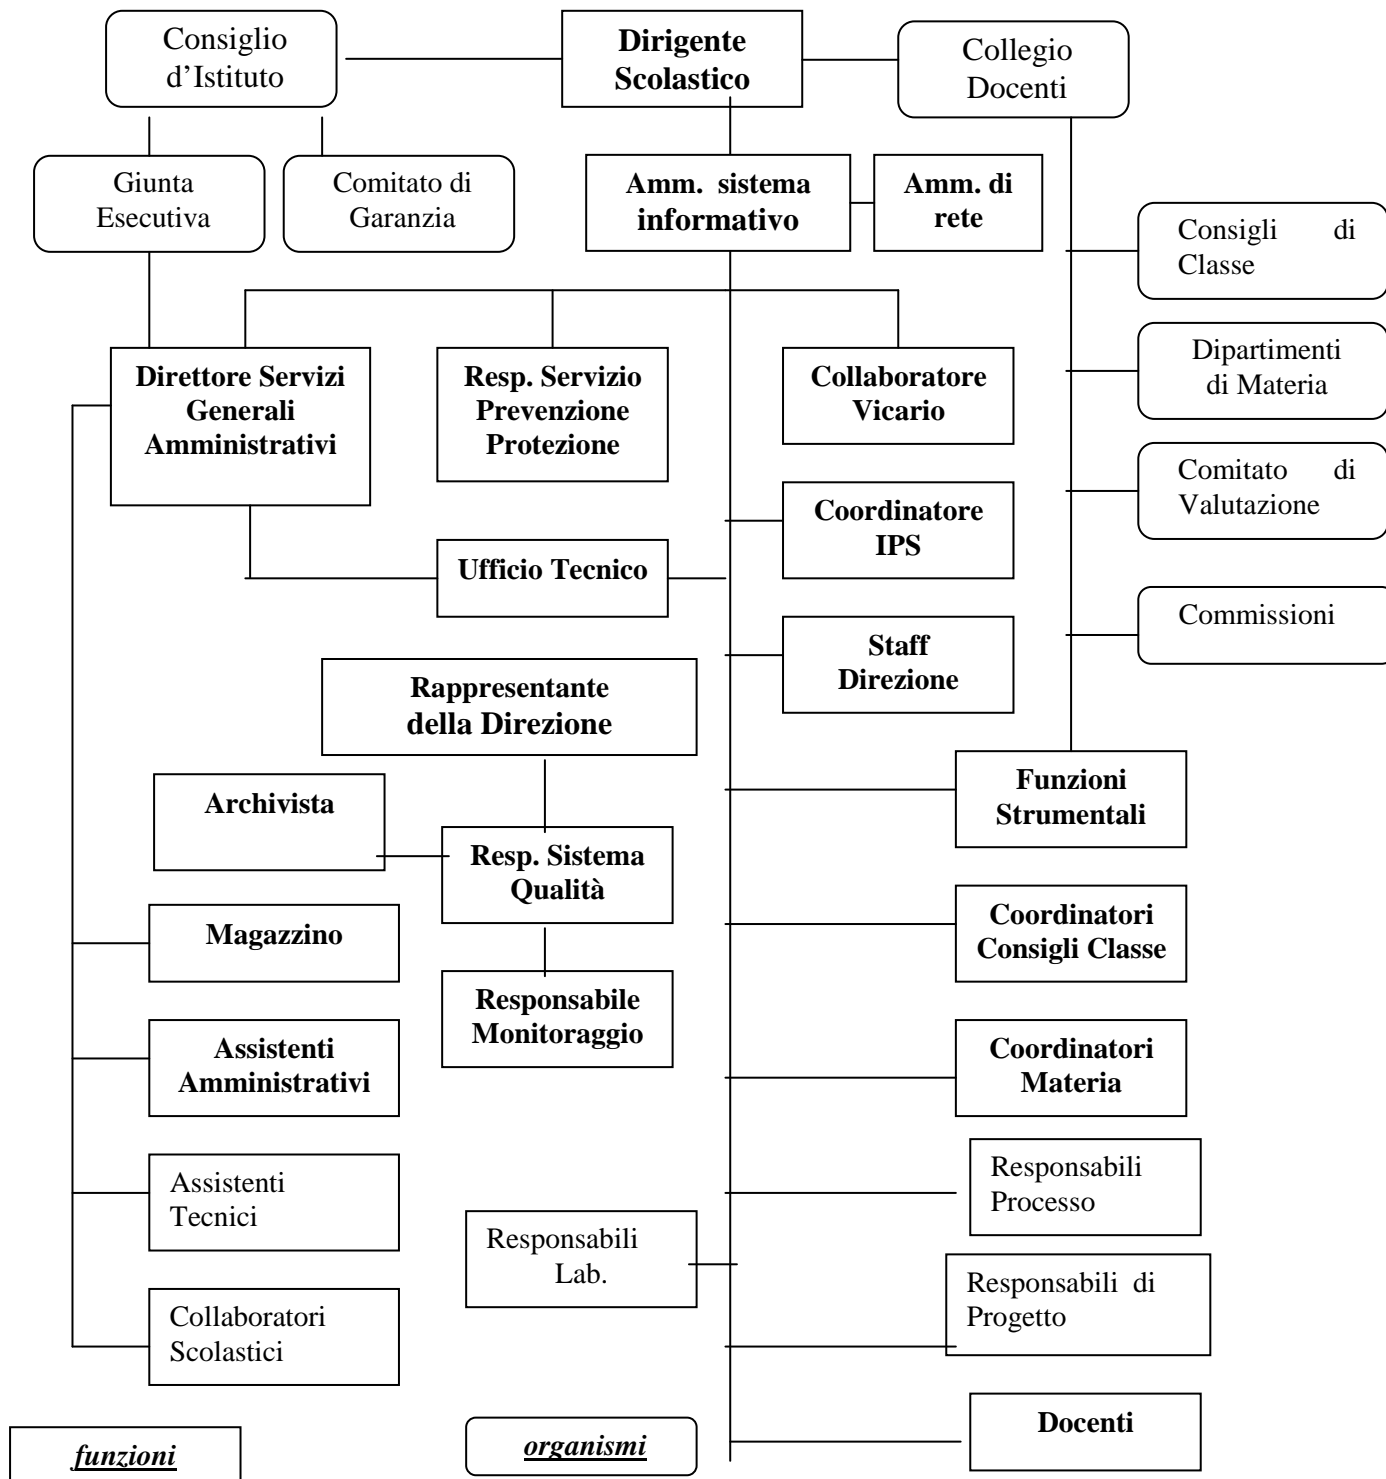 Consiglio
d’Istituto
Dirigente
Scolastico
Collegio
Docenti
Giunta
Esecutiva
Comitato di
Garanzia
Amm. sistema
informativo
Amm. di
rete
Consigli di
Classe
Direttore Servizi
Generali
Amministrativi
Resp. Servizio
Prevenzione
Protezione
Collaboratore
Vicario
Dipartimenti
di Materia
Comitato di
Valutazione
Coordinatore
IPS
Ufficio Tecnico
Commissioni
Staff
Direzione
Rappresentante
della Direzione
Funzioni
Strumentali
Archivista
Resp. Sistema
Qualità
Magazzino
Coordinatori
Consigli Classe
Responsabile
Monitoraggio
Assistenti
Amministrativi
Coordinatori
Materia
Assistenti
Tecnici
Responsabili
Processo
Responsabili
Lab.
Responsabili di
Progetto
Collaboratori
Scolastici
Docenti
funzioni
organismi